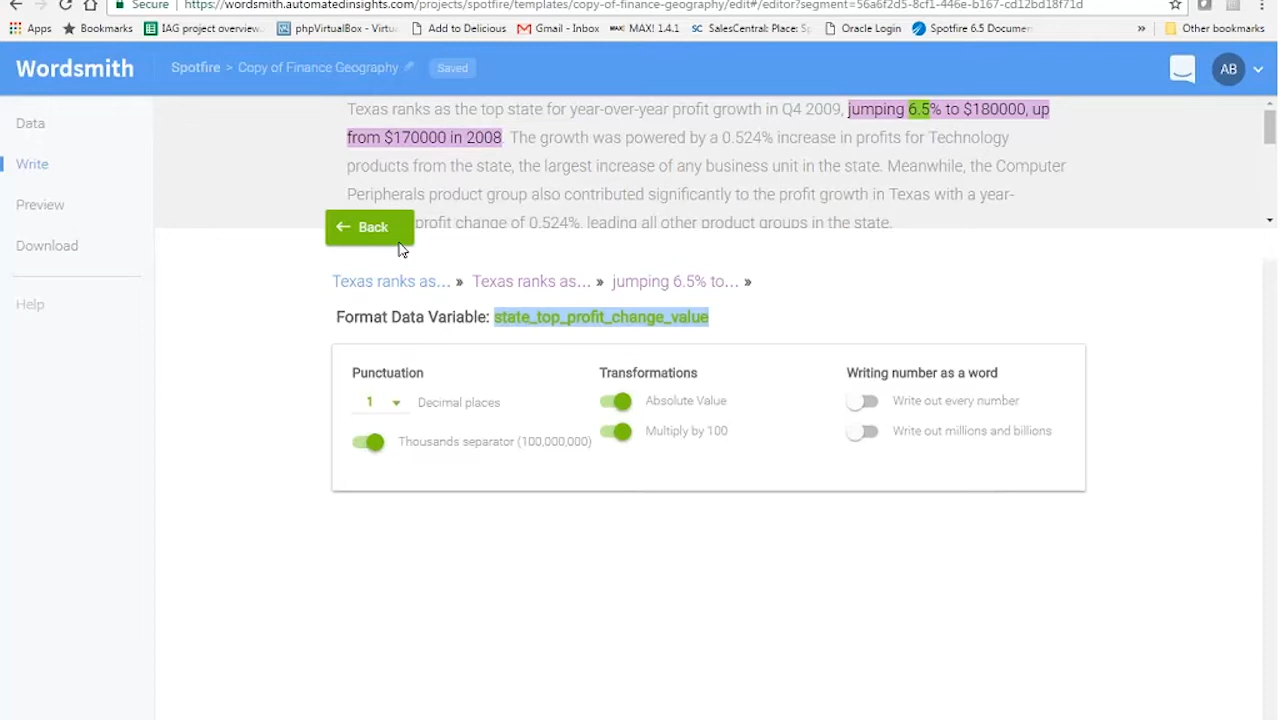 Secure https://wordsmith.automatedinsights.com/projects/spotfire/templates/copy-of-finance-geography/edit#/editor?segment=56a6f2d5-8cf1-446e-b167-cd12bd18f71d
Apps Bookmarks IAG project overview... phpVirtualBox - Virtu Add to Delicious Gmail - Inbox MAX! 1.4.1 SC SalesCentral: Place: S Oracle Login Spotfire 6.5 Documen » Other bookmarks
Wordsmith Spotfire > Copy of Finance Geography Saved AB
Data
Write
Preview
Download
Help
Texas ranks as the top state for year-over-year profit growth in Q4 2009, jumping 6.5% to $180000, up
from $170000 in 2008. The growth was powered by a 0.524% increase in profits for Technology
products from the state, the largest increase of any business unit in the state. Meanwhile, the Computer
Peripherals product group also contributed significantly to the profit growth in Texas with a year-
profit change of 0.524%, leading all other product groups in the state.
← Back
Texas ranks as... » Texas ranks as... » jumping 6.5% to... »
Format Data Variable: state_top_profit_change_value
Punctuation
1 Decimal places
Thousands separator (100,000,000)
Transformations
Absolute Value
Multiply by 100
Writing number as a word
Write out every number
Write out millions and billions